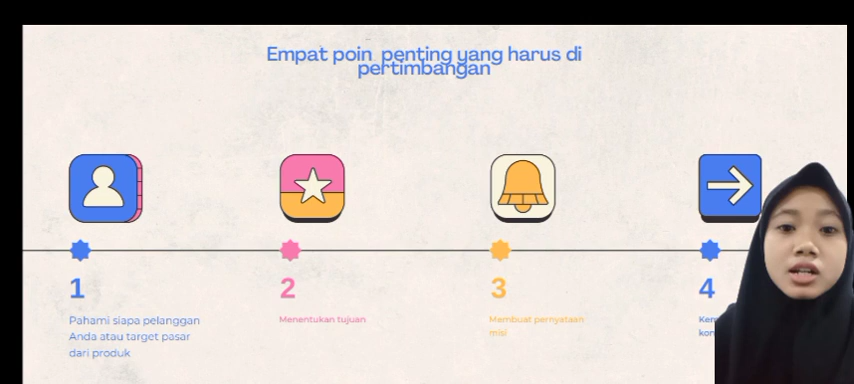 Empat poin penting yang harus di
pertimbangan
1
Pahami siapa pelanggan
Anda atau target pasar
dari produk
2
Menentukan tujuan
3
Membuat pernyataan
misi
4